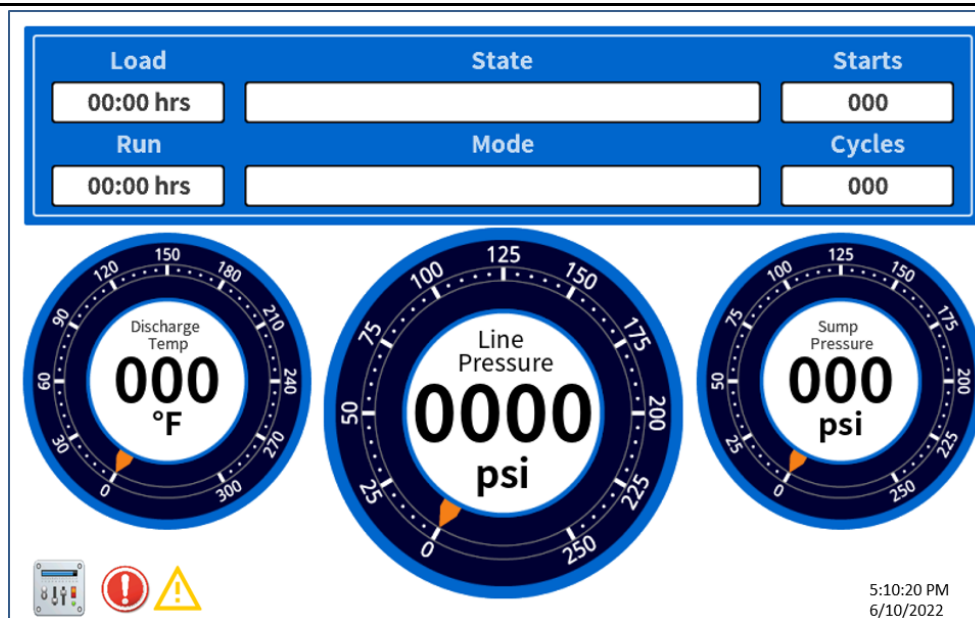 Load State Starts
00:00 hrs 000
Run Mode Cycles
00:00 hrs 000
0 30 60 90 120 150 180 210 240 270 300
Discharge
Temp
000
°F
0 25 50 75 100 125 150 175 200 225 250
Line
Pressure
0000
psi
0 25 50 75 100 125 150 175 200 225 250
Sump
Pressure
000
psi
5:10:20 PM
6/10/2022